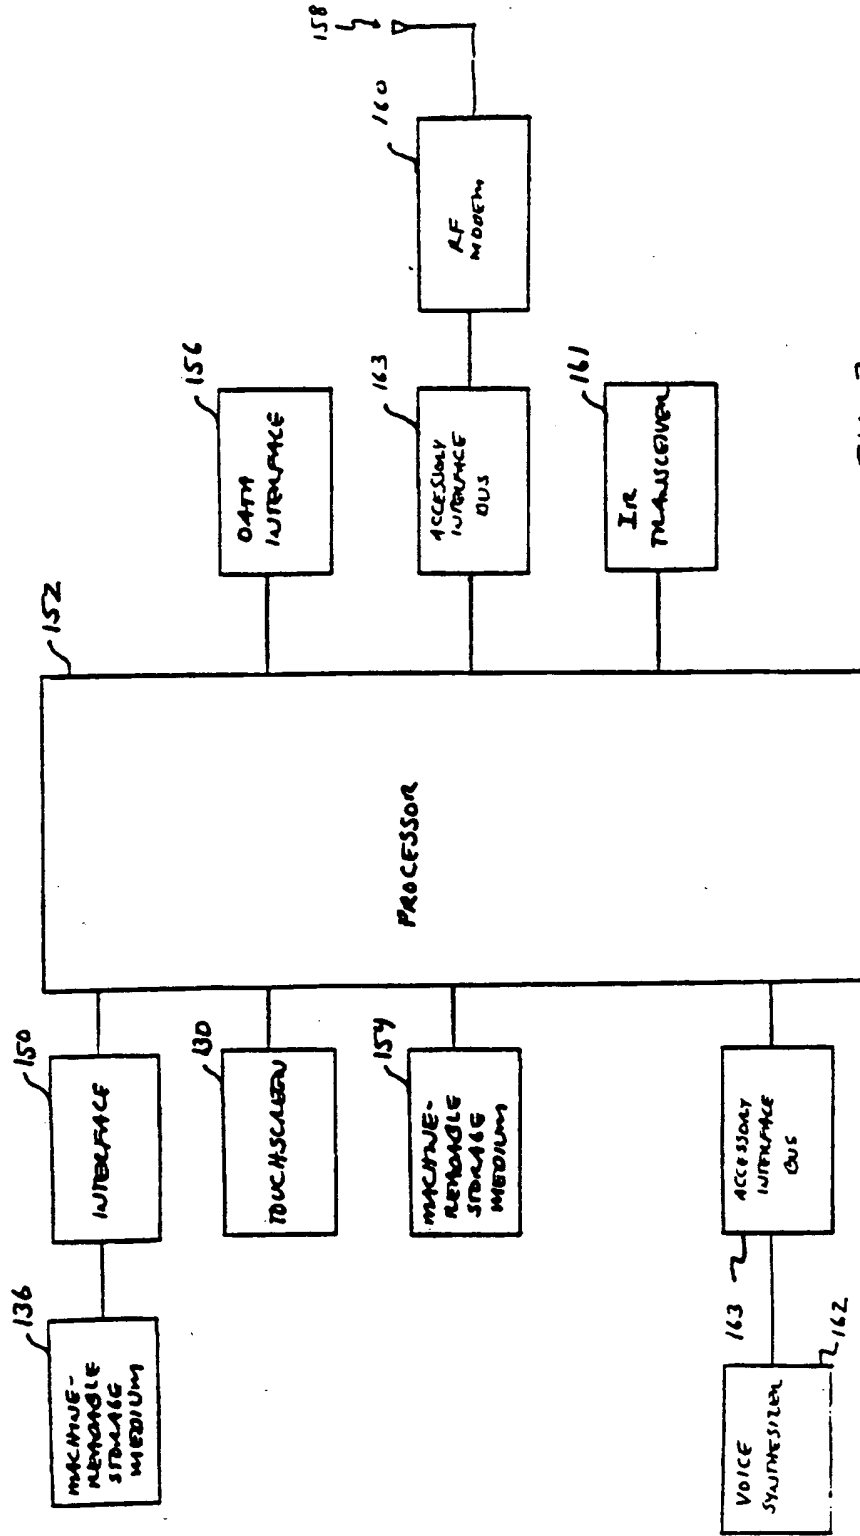 136
MACHINE-
READABLE
STORAGE
MEDIUM
150
INTERFACE
130
TOUCHSCREEN
154
MACHINE-
READABLE
STORAGE
MEDIUM
VOICE
SYNTHESIZER
162
163
ACCESSORY
INTERFACE
BUS
152
PROCESSOR
156
DATA
INTERFACE
163
ACCESSORY
INTERFACE
BUS
160
RF
MODEM
158
161
IR
TRANSCEIVER